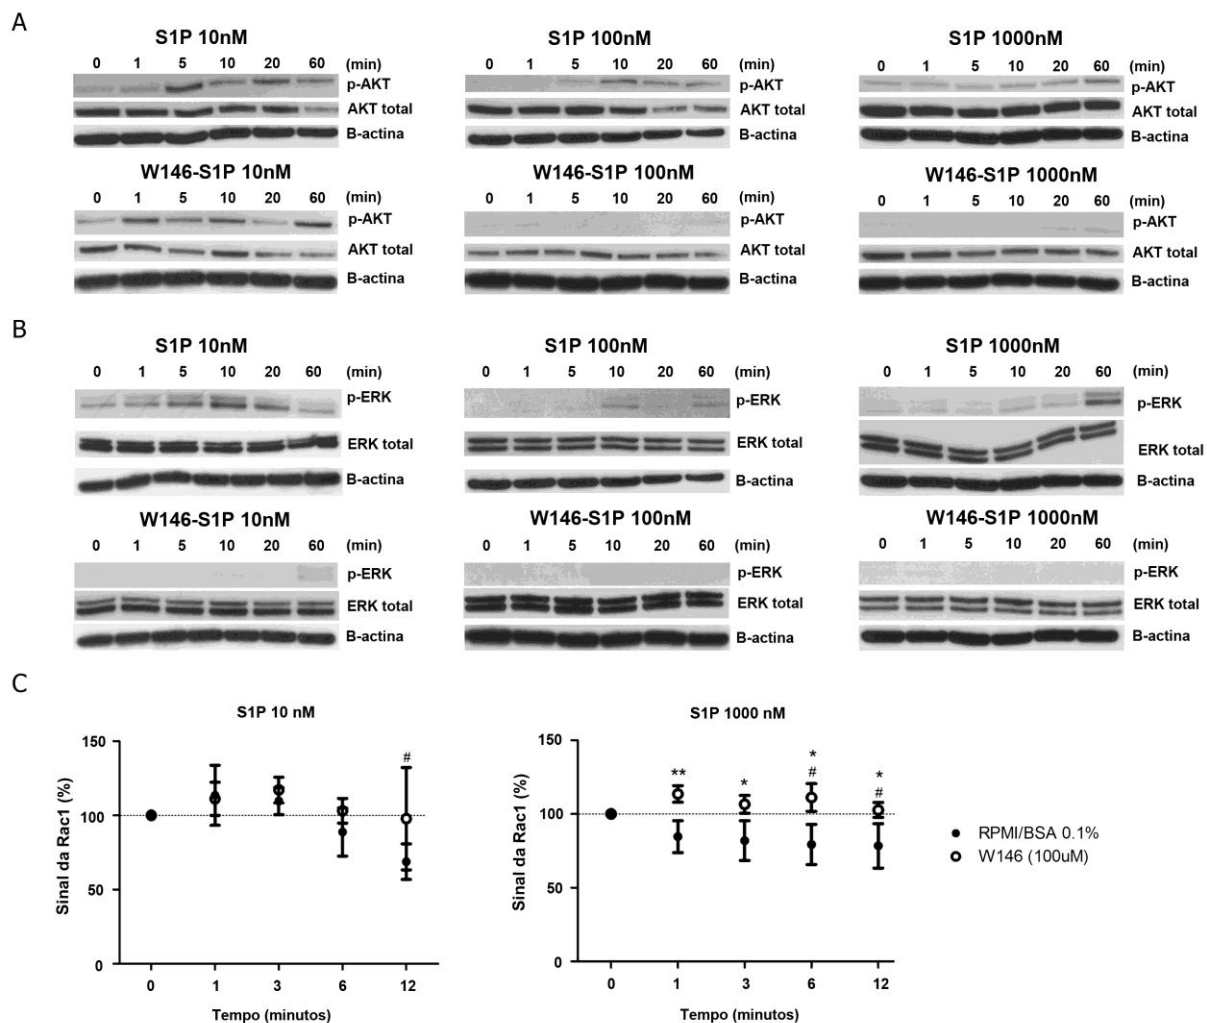 A
S1P 10nM
0 1 5 10 20 60 (min)
p-AKT
AKT total
B-actina
S1P 100nM
0 1 5 10 20 60 (min)
p-AKT
AKT total
B-actina
S1P 1000nM
0 1 5 10 20 60 (min)
p-AKT
AKT total
B-actina
W146-S1P 10nM
0 1 5 10 20 60 (min)
p-AKT
AKT total
B-actina
W146-S1P 100nM
0 1 5 10 20 60 (min)
p-AKT
AKT total
B-actina
W146-S1P 1000nM
0 1 5 10 20 60 (min)
p-AKT
AKT total
B-actina
B
S1P 10nM
0 1 5 10 20 60 (min)
p-ERK
ERK total
B-actina
S1P 100nM
0 1 5 10 20 60 (min)
p-ERK
ERK total
B-actina
S1P 1000nM
0 1 5 10 20 60 (min)
p-ERK
ERK total
B-actina
W146-S1P 10nM
0 1 5 10 20 60 (min)
p-ERK
ERK total
B-actina
W146-S1P 100nM
0 1 5 10 20 60 (min)
p-ERK
ERK total
B-actina
W146-S1P 1000nM
0 1 5 10 20 60 (min)
p-ERK
ERK total
B-actina
C
S1P 10 nM
Sinal da Rac1 (%)
150
100
50
0
#
0 1 3 6 12
Tempo (minutos)
S1P 1000 nM
Sinal da Rac1 (%)
150
100
50
0
** * * *
# #
0 1 3 6 12
Tempo (minutos)
RPMI/BSA 0.1%
W146 (100uM)